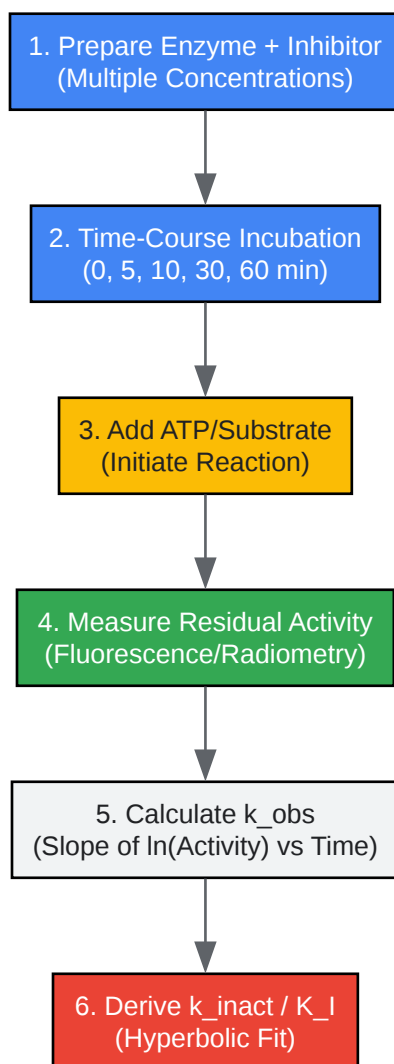 1. Prepare Enzyme + Inhibitor
(Multiple Concentrations)
2. Time-Course Incubation
(0, 5, 10, 30, 60 min)
3. Add ATP/Substrate
(Initiate Reaction)
4. Measure Residual Activity
(Fluorescence/Radiometry)
5. Calculate k_obs
(Slope of ln(Activity) vs Time)
6. Derive k_inact / K_I
(Hyperbolic Fit)